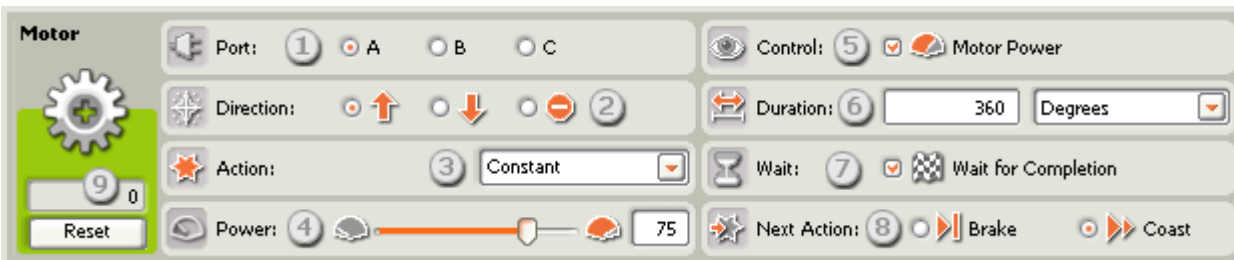 Motor
Port: 1 A B C
Control: 5 Motor Power
Direction: 2
Duration: 6 360 Degrees
Action: 3 Constant
Wait: 7 Wait for Completion
9 0
Reset
Power: 4 75
Next Action: 8 Brake Coast